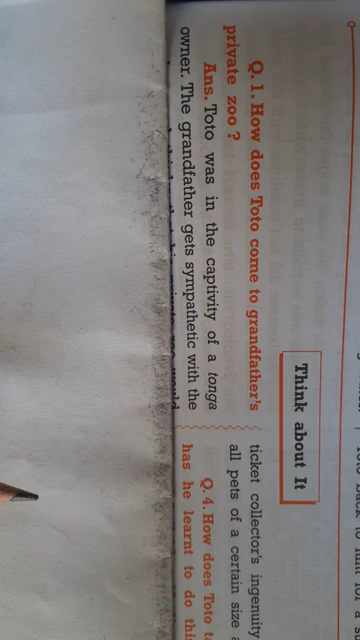 Think about It
Q. 1. How does Toto come to grandfather's
private zoo ?
Ans. Toto was in the captivity of a tonga
owner. The grandfather gets sympathetic with the
ticket collector's ingenuity
all pets of a certain size
Q. 4. How does Toto
has he learnt to do